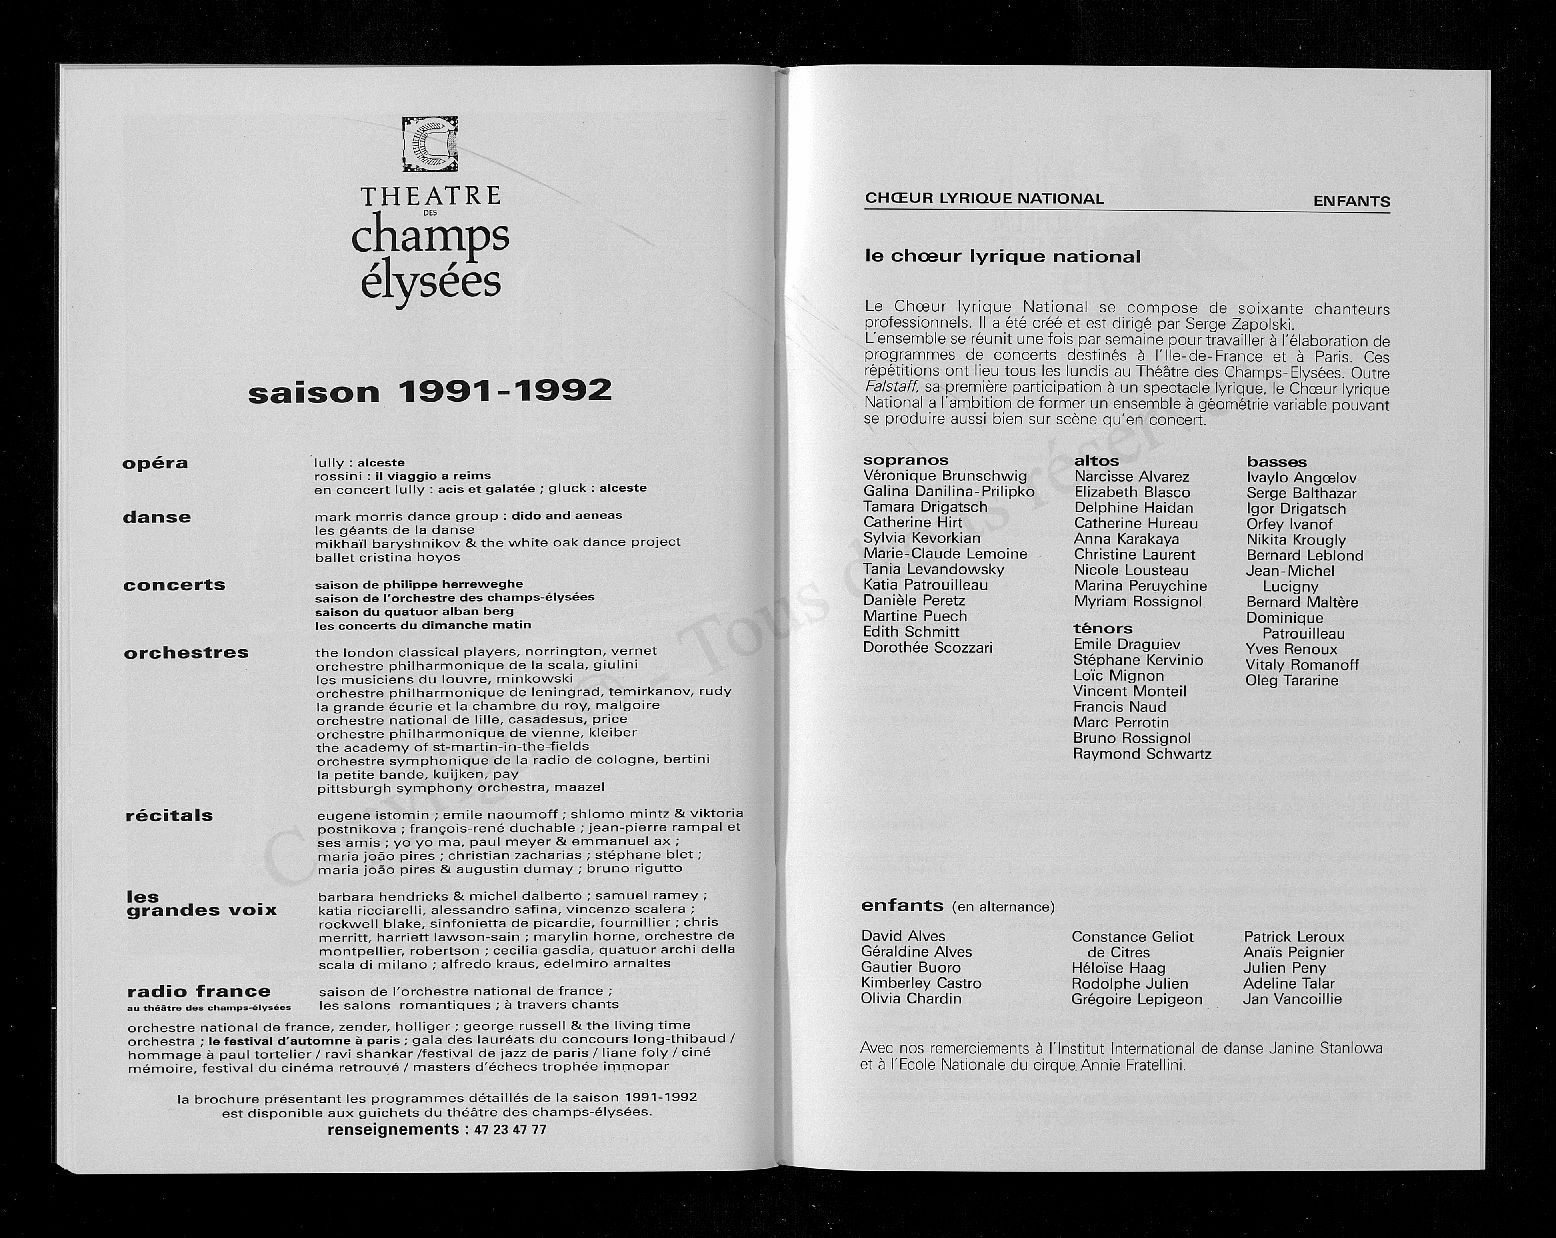 THEATRE
DES
champs
élysées
saison 1991-1992
opéra
lully : alceste
rossini : il viaggio a reims
en concert lully : acis et galatée ; gluck : alceste
danse
mark morris dance group : dido and aeneas
les géants de la danse
mikhaïl baryshnikov & the white oak dance project
ballet cristina hoyos
concerts
saison de philippe herreweghe
saison de l'orchestre des champs-élysées
saison du quatuor alban berg
les concerts du dimanche matin
orchestres
the london classical players, norrington, vernet
orchestre philharmonique de la scala, giulini
les musiciens du louvre, minkowski
orchestre philharmonique de leningrad, temirkanov, rudy
la grande écurie et la chambre du roy, malgoire
orchestre national de lille, casadesus, price
orchestre philharmonique de vienne, kleiber
the academy of st-martin-in-the-fields
orchestre symphonique de la radio de cologne, bertini
la petite bande, kuijken, pay
pittsburgh symphony orchestra, maazel
récitals
eugene istomin ; emile naoumoff ; shlomo mintz & viktoria
postnikova ; françois-rené duchable ; jean-pierre rampal et
ses amis ; yo yo ma, paul meyer & emmanuel ax ;
maria joão pires ; christian zacharias ; stéphane blet ;
maria joão pires & augustin dumay ; bruno rigutto
les
grandes voix
barbara hendricks & michel dalberto ; samuel ramey ;
katia ricciarelli, alessandro safina, vincenzo scalera ;
rockwell blake, sinfonietta de picardie, fournillier ; chris
merritt, harriett lawson-sain ; marylin horne, orchestre de
montpellier, robertson ; cecilia gasdia, quatuor archi della
scala di milano ; alfredo kraus, edelmiro arnaltes
radio france
au théâtre des champs-élysées
saison de l'orchestre national de france ;
les salons romantiques ; à travers chants
orchestre national de france, zender, holliger ; george russell & the living time
orchestra ; le festival d'automne à paris ; gala des lauréats du concours long-thibaud /
hommage à paul tortelier / ravi shankar /festival de jazz de paris / liane foly / ciné
mémoire, festival du cinéma retrouvé / masters d'échecs trophée immopar
la brochure présentant les programmes détaillés de la saison 1991-1992
est disponible aux guichets du théâtre des champs-élysées.
renseignements : 47 23 47 77
CHŒUR LYRIQUE NATIONAL ENFANTS
le chœur lyrique national
Le Chœur lyrique National se compose de soixante chanteurs
professionnels. Il a été créé et est dirigé par Serge Zapolski.
L'ensemble se réunit une fois par semaine pour travailler à l'élaboration de
programmes de concerts destinés à l'Ile-de-France et à Paris. Ces
répétitions ont lieu tous les lundis au Théâtre des Champs-Elysées. Outre
Falstaff, sa première participation à un spectacle lyrique, le Chœur lyrique
National a l'ambition de former un ensemble à géométrie variable pouvant
se produire aussi bien sur scène qu'en concert.
sopranos
Véronique Brunschwig
Galina Danilina-Prilipko
Tamara Drigatsch
Catherine Hirt
Sylvia Kevorkian
Marie-Claude Lemoine
Tania Levandowsky
Katia Patrouilleau
Danièle Peretz
Martine Puech
Edith Schmitt
Dorothée Scozzari
altos
Narcisse Alvarez
Elizabeth Blasco
Delphine Haidan
Catherine Hureau
Anna Karakaya
Christine Laurent
Nicole Lousteau
Marina Peruychine
Myriam Rossignol
ténors
Emile Draguiev
Stéphane Kervinio
Loïc Mignon
Vincent Monteil
Francis Naud
Marc Perrotin
Bruno Rossignol
Raymond Schwartz
basses
Ivaylo Angœlov
Serge Balthazar
Igor Drigatsch
Orfey Ivanof
Nikita Krougly
Bernard Leblond
Jean-Michel
Lucigny
Bernard Maltère
Dominique
Patrouilleau
Yves Renoux
Vitaly Romanoff
Oleg Tararine
enfants (en alternance)
David Alves
Géraldine Alves
Gautier Buoro
Kimberley Castro
Olivia Chardin
Constance Geliot
de Citres
Héloïse Haag
Rodolphe Julien
Grégoire Lepigeon
Patrick Leroux
Anaïs Peignier
Julien Peny
Adeline Talar
Jan Vancoillie
Avec nos remerciements à l'Institut International de danse Janine Stanlowa
et à l'Ecole Nationale du cirque Annie Fratellini.